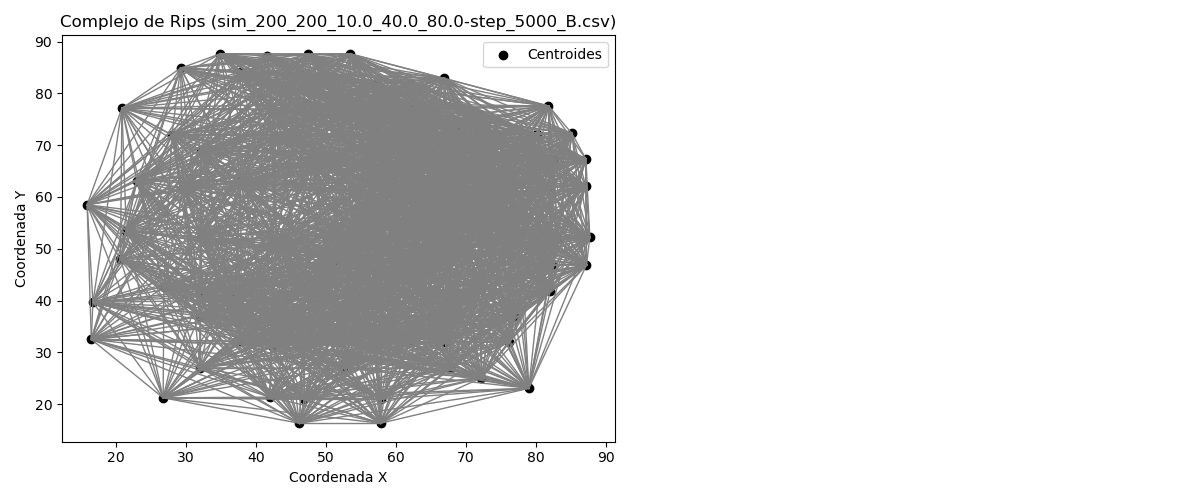 Complejo de Rips (sim_200_200_10.0_40.0_80.0-step_5000_B.csv)
Centroides
90
80
70
60
50
40
30
20
Coordenada Y
20 30 40 50 60 70 80 90
Coordenada X